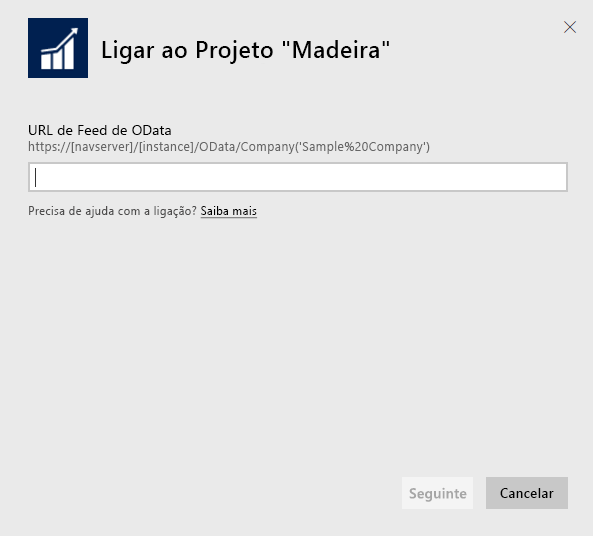 Ligar ao Projeto "Madeira"
URL de Feed de OData
https://[navserver]/[instance]/OData/Company('Sample%20Company')
Precisa de ajuda com a ligação? Saiba mais
Seguinte
Cancelar